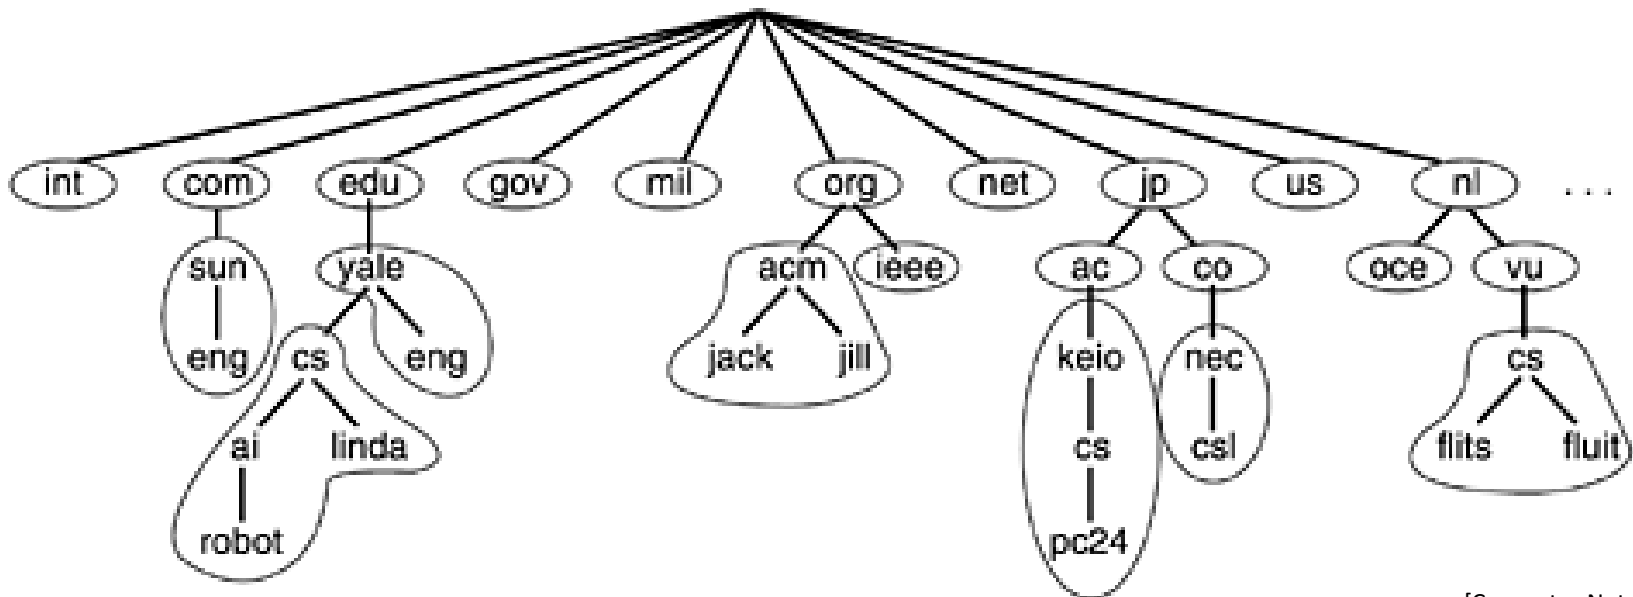 int com edu gov mil org net jp us nl ...
sun yale acm ieee ac co oce vu
eng cs eng jack jill keio nec cs
ai linda cs csl flits fluit
robot pc24